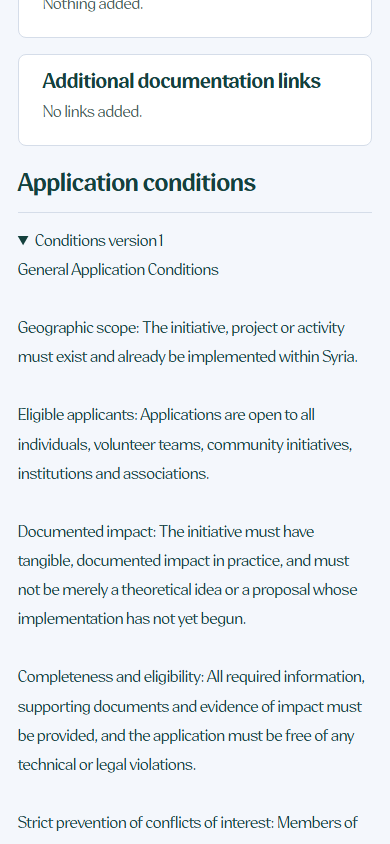 Nothing added.
Additional documentation links
No links added.
Application conditions
▼ Conditions version 1
General Application Conditions
Geographic scope: The initiative, project or activity
must exist and already be implemented within Syria.
Eligible applicants: Applications are open to all
individuals, volunteer teams, community initiatives,
institutions and associations.
Documented impact: The initiative must have
tangible, documented impact in practice, and must
not be merely a theoretical idea or a proposal whose
implementation has not yet begun.
Completeness and eligibility: All required information,
supporting documents and evidence of impact must
be provided, and the application must be free of any
technical or legal violations.
Strict prevention of conflicts of interest: Members of